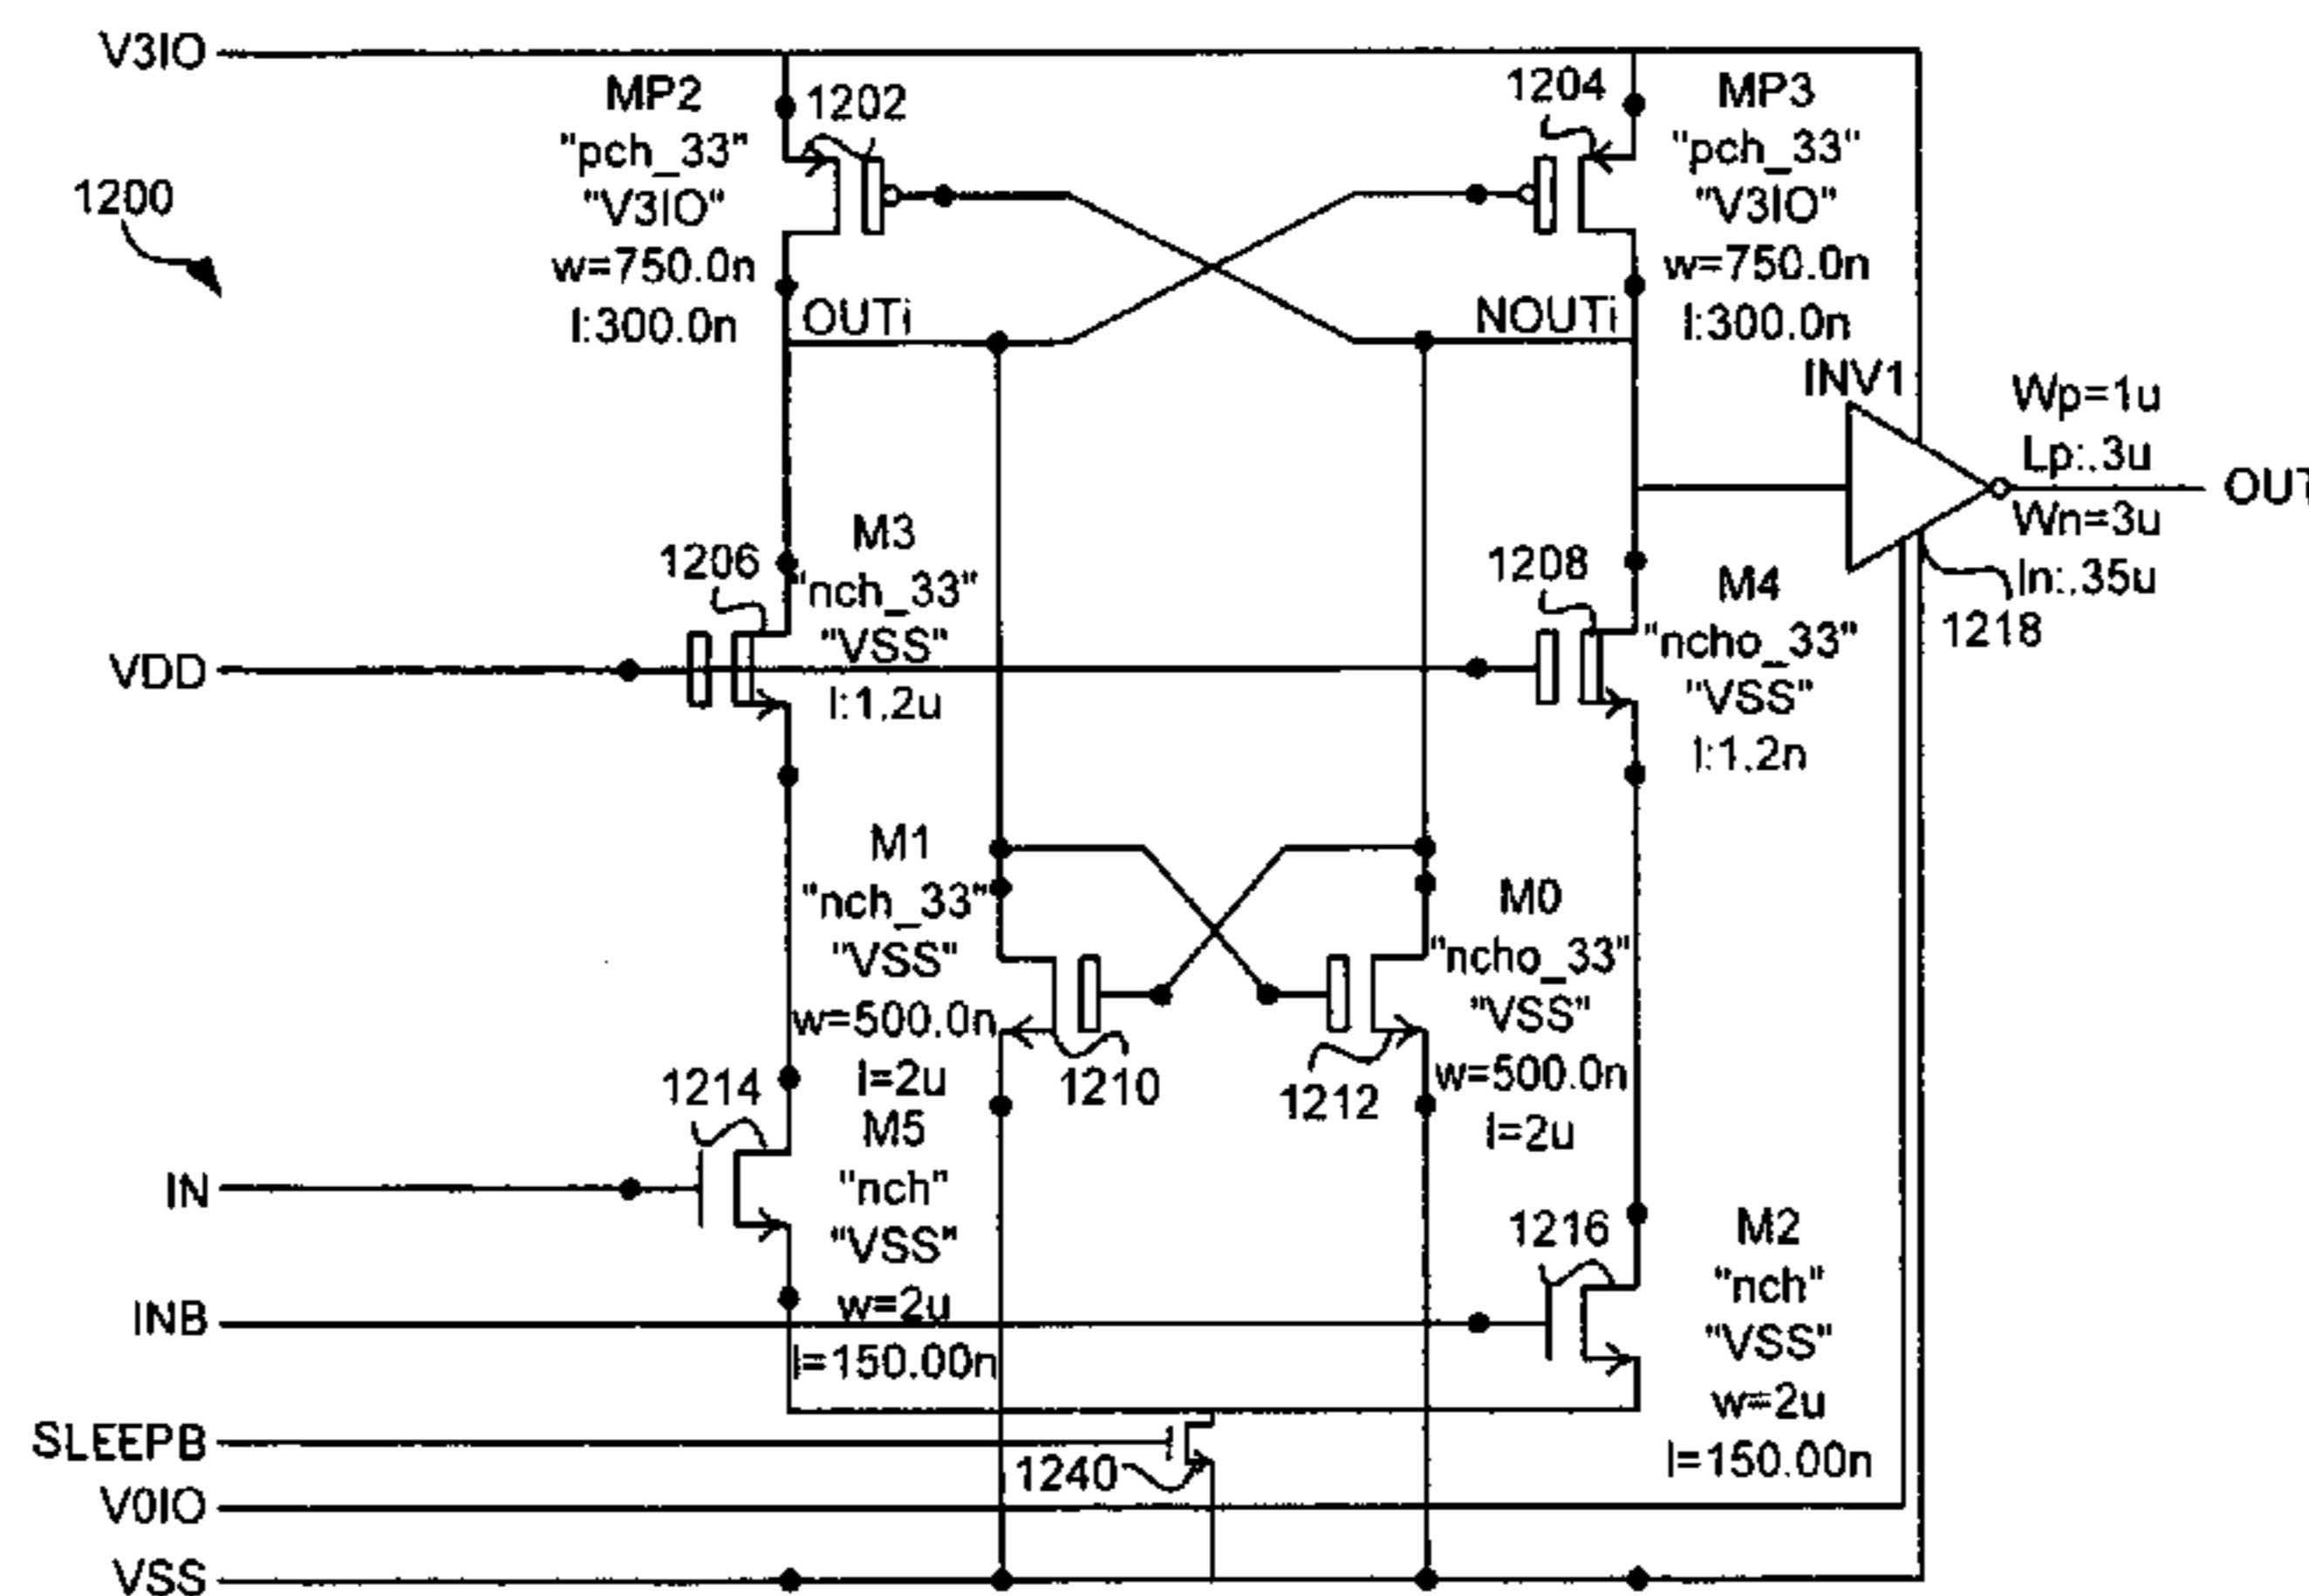 V3IO
1200
MP2
"pch_33"
"V3IO"
w=750.0n
l:300.0n
1202
1204
MP3
"pch_33"
"V3IO"
w=750.0n
l:300.0n
OUTi
NOUTi
INV1
Wp=1u
Lp:.3u
OUT
Wn=3u
ln:.35u
1218
VDD
1206
M3
"nch_33"
"VSS"
l:1.2u
1208
M4
"ncho_33"
"VSS"
l:1.2n
M1
"nch_33"
"VSS"
w=500.0n
l=2u
1210
1212
M0
"ncho_33"
"VSS"
w=500.0n
l=2u
1214
M5
"nch"
"VSS"
w=2u
l=150.00n
IN
INB
1216
M2
"nch"
"VSS"
w=2u
l=150.00n
SLEEPB
1240
V0IO
VSS